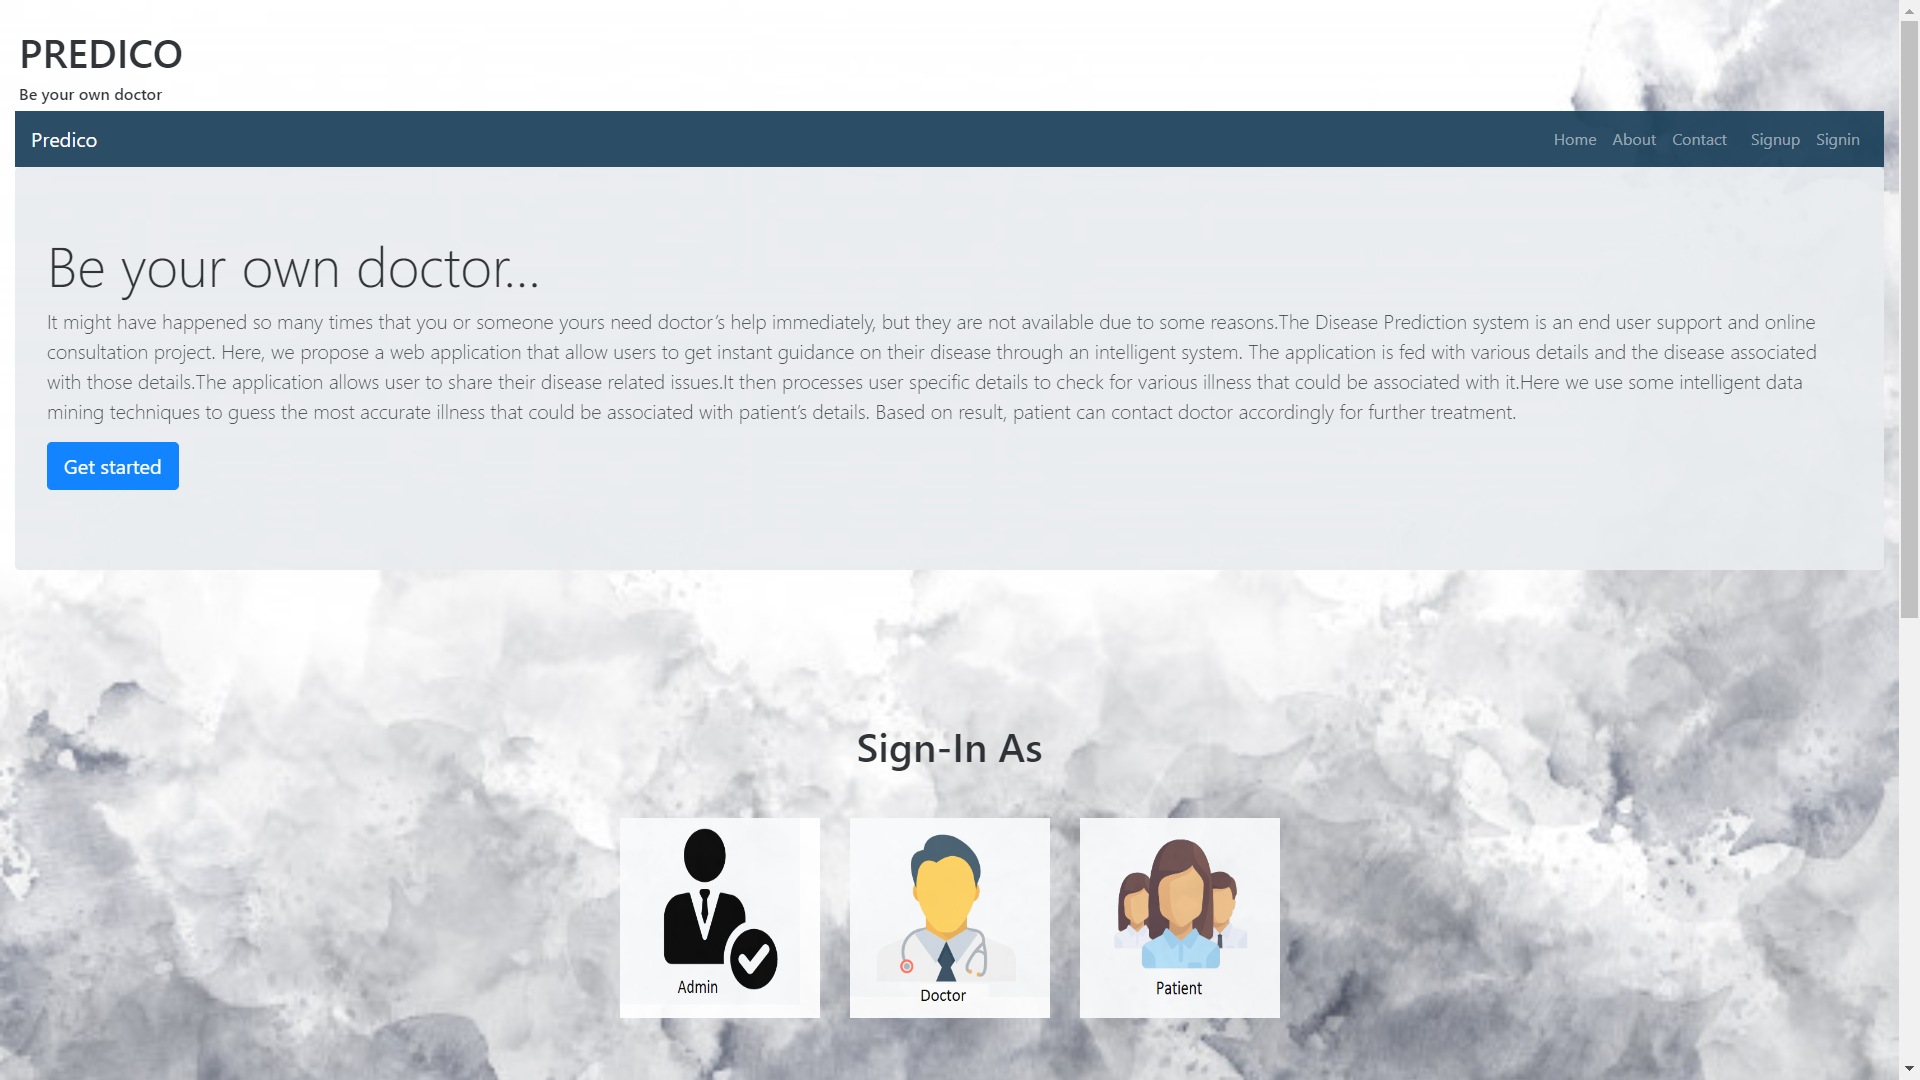 PREDICO
Be your own doctor
Predico
Home About Contact Signup Signin
Be your own doctor...
It might have happened so many times that you or someone yours need doctor’s help immediately, but they are not available due to some reasons.The Disease Prediction system is an end user support and online
consultation project. Here, we propose a web application that allow users to get instant guidance on their disease through an intelligent system. The application is fed with various details and the disease associated
with those details.The application allows user to share their disease related issues.It then processes user specific details to check for various illness that could be associated with it.Here we use some intelligent data
mining techniques to guess the most accurate illness that could be associated with patient’s details. Based on result, patient can contact doctor accordingly for further treatment.
Get started
Sign-In As
Admin
Doctor
Patient